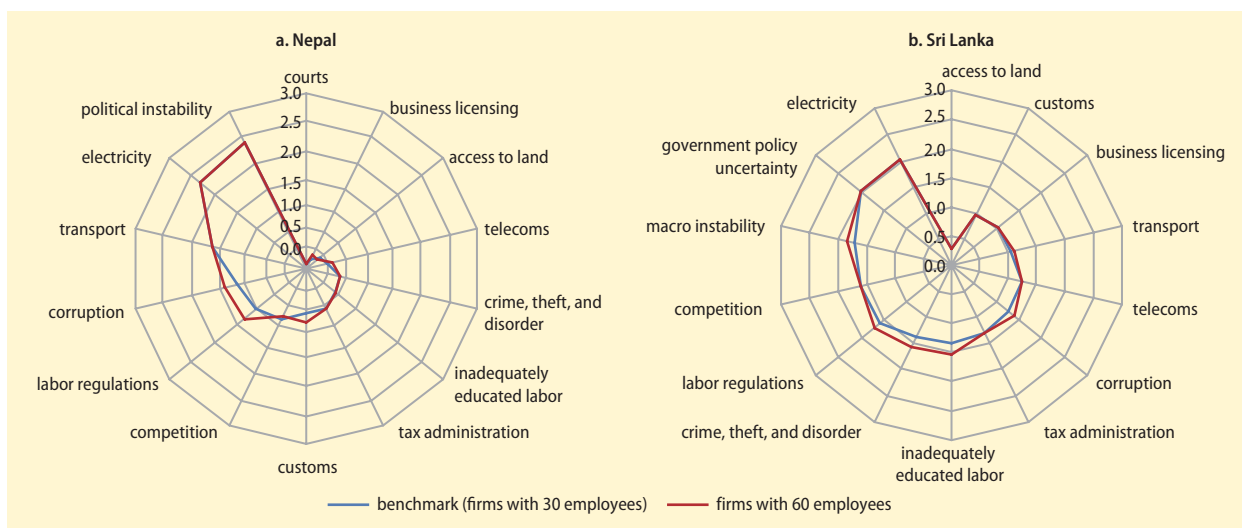 a. Nepal
courts
business licensing
access to land
telecoms
crime, theft, and
disorder
inadequately
educated labor
tax administration
customs
competition
labor regulations
corruption
transport
electricity
political instability
3.0
2.5
2.0
1.5
1.0
0.5
0.0
b. Sri Lanka
access to land
customs
business licensing
transport
telecoms
corruption
tax administration
inadequately
educated labor
crime, theft, and disorder
labor regulations
competition
macro instability
government policy
uncertainty
electricity
3.0
2.5
2.0
1.5
1.0
0.5
0.0
benchmark (firms with 30 employees)
firms with 60 employees